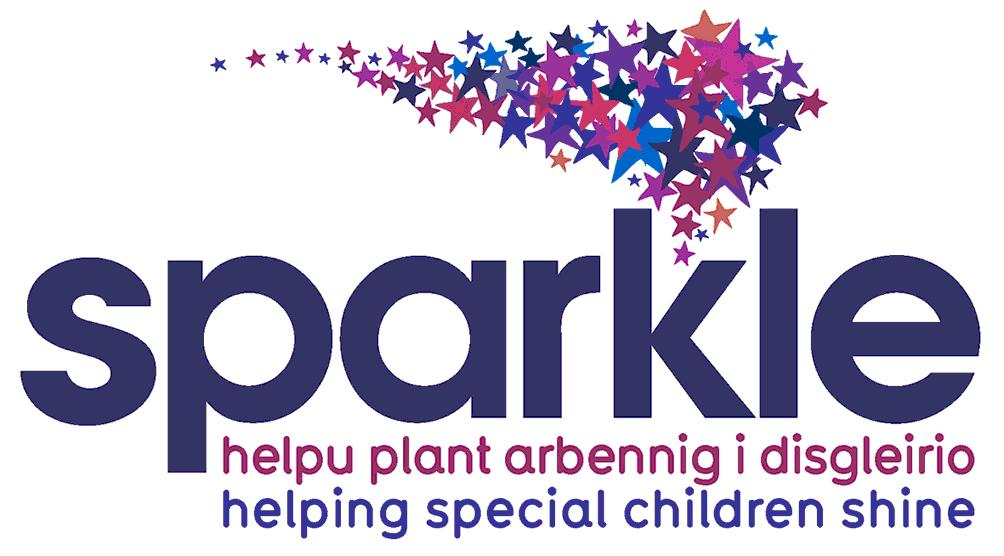 sparkle
helpu plant arbennig i disgleirio
helping special children shine